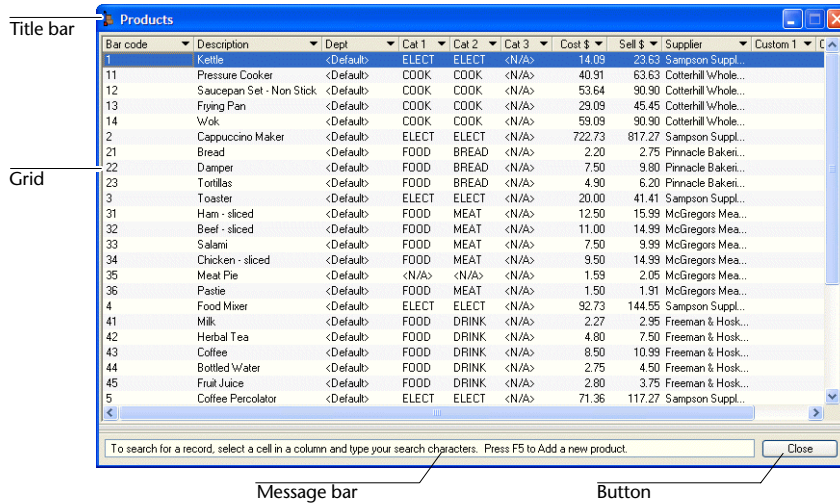 Products
Title bar
Bar code Description Dept Cat 1 Cat 2 Cat 3 Cost $ Sell $ Supplier Custom 1 C
1 Kettle <Default> ELECT ELECT <N/A> 14.09 23.63 Sampson Suppl...
11 Pressure Cooker <Default> COOK COOK <N/A> 40.91 63.63 Cotterhill Whole...
12 Saucepan Set - Non Stick <Default> COOK COOK <N/A> 53.64 90.90 Cotterhill Whole...
13 Frying Pan <Default> COOK COOK <N/A> 29.09 45.45 Cotterhill Whole...
14 Wok <Default> COOK COOK <N/A> 59.09 90.90 Cotterhill Whole...
2 Cappuccino Maker <Default> ELECT ELECT <N/A> 722.73 817.27 Sampson Suppl...
21 Bread <Default> FOOD BREAD <N/A> 2.20 2.75 Pinnacle Bakeri...
22 Damper <Default> FOOD BREAD <N/A> 7.50 9.80 Pinnacle Bakeri...
Grid
23 Tortillas <Default> FOOD BREAD <N/A> 4.90 6.20 Pinnacle Bakeri...
3 Toaster <Default> ELECT ELECT <N/A> 20.00 41.41 Sampson Suppl...
31 Ham - sliced <Default> FOOD MEAT <N/A> 12.50 15.99 McGregors Mea...
32 Beef - sliced <Default> FOOD MEAT <N/A> 11.00 14.99 McGregors Mea...
33 Salami <Default> FOOD MEAT <N/A> 7.50 9.99 McGregors Mea...
34 Chicken - sliced <Default> FOOD MEAT <N/A> 9.50 14.99 McGregors Mea...
35 Meat Pie <Default> <N/A> <N/A> <N/A> 1.59 2.05 McGregors Mea...
36 Pastie <Default> FOOD MEAT <N/A> 1.50 1.91 McGregors Mea...
4 Food Mixer <Default> ELECT ELECT <N/A> 92.73 144.55 Sampson Suppl...
41 Milk <Default> FOOD DRINK <N/A> 2.27 2.95 Freeman & Hosk...
42 Herbal Tea <Default> FOOD DRINK <N/A> 4.80 7.50 Freeman & Hosk...
43 Coffee <Default> FOOD DRINK <N/A> 8.50 10.99 Freeman & Hosk...
44 Bottled Water <Default> FOOD DRINK <N/A> 2.75 4.50 Freeman & Hosk...
45 Fruit Juice <Default> FOOD DRINK <N/A> 2.80 3.75 Freeman & Hosk...
5 Coffee Percolator <Default> ELECT ELECT <N/A> 71.36 117.27 Sampson Suppl...
To search for a record, select a cell in a column and type your search characters. Press F5 to Add a new product. Close
Message bar Button